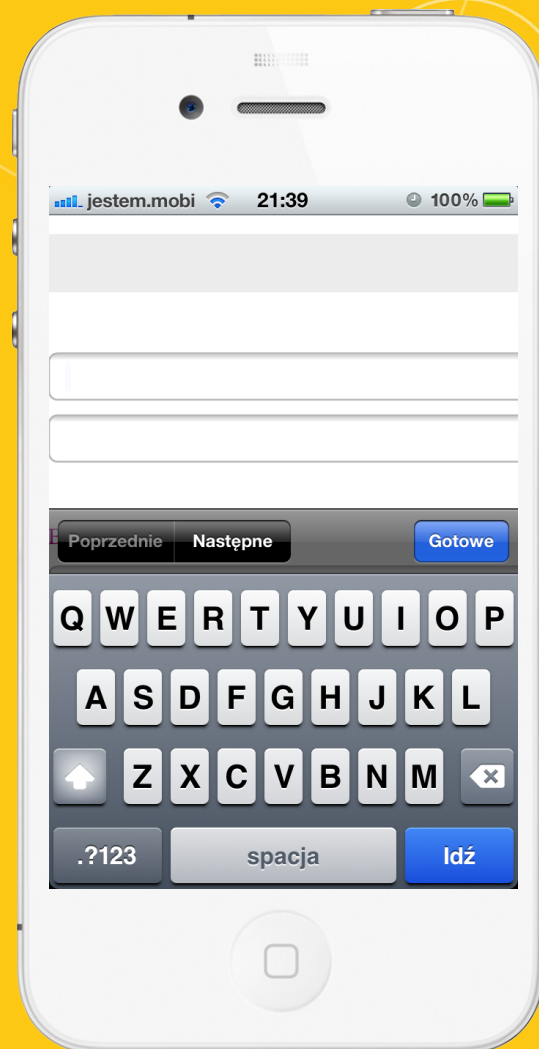 jestem.mobi 21:39 100%
Poprzednie Następne Gotowe
Q W E R T Y U I O P
A S D F G H J K L
Z X C V B N M
.?123 spacja Idź